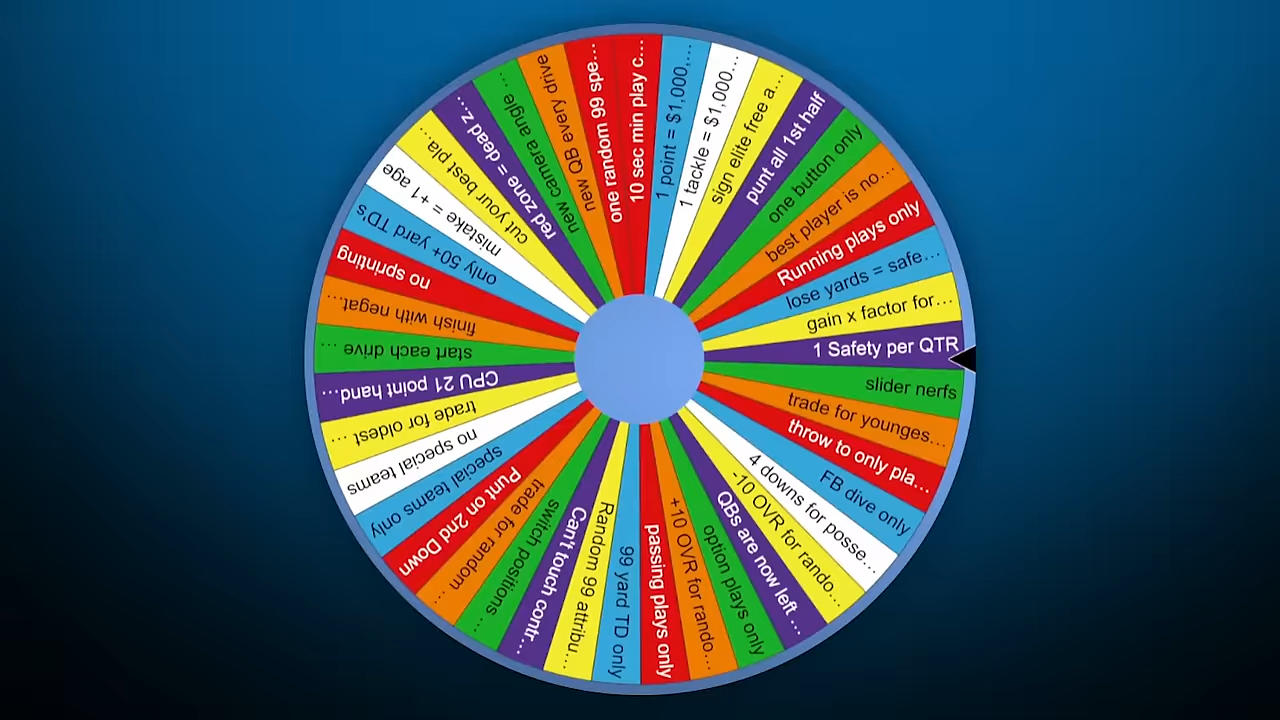 10 sec min play c...
1 point = $1,000,...
1 tackle = $1,000...
sign elite free a...
punt all 1st half
one button only
best player is no...
Running plays only
lose yards = safe...
gain x factor for...
1 Safety per QTR
slider nerfs
trade for younges...
throw to only pla...
FB dive only
4 downs for posse...
-10 OVR for rando...
QBs are now left ...
option plays only
+10 OVR for rando...
passing plays only
99 yard TD only
Random 99 attribu...
Can't touch contr...
switch positions ...
trade for random ...
Punt on 2nd Down
special teams only
no special teams
trade for oldest ...
CPU 21 point hand...
start each drive ...
finish with negat...
no sprinting
only 50+ yard TD's
mistake = +1 age
cut your best pla...
red zone = dead z...
new camera angle ...
new QB every drive
one random 99 spe...